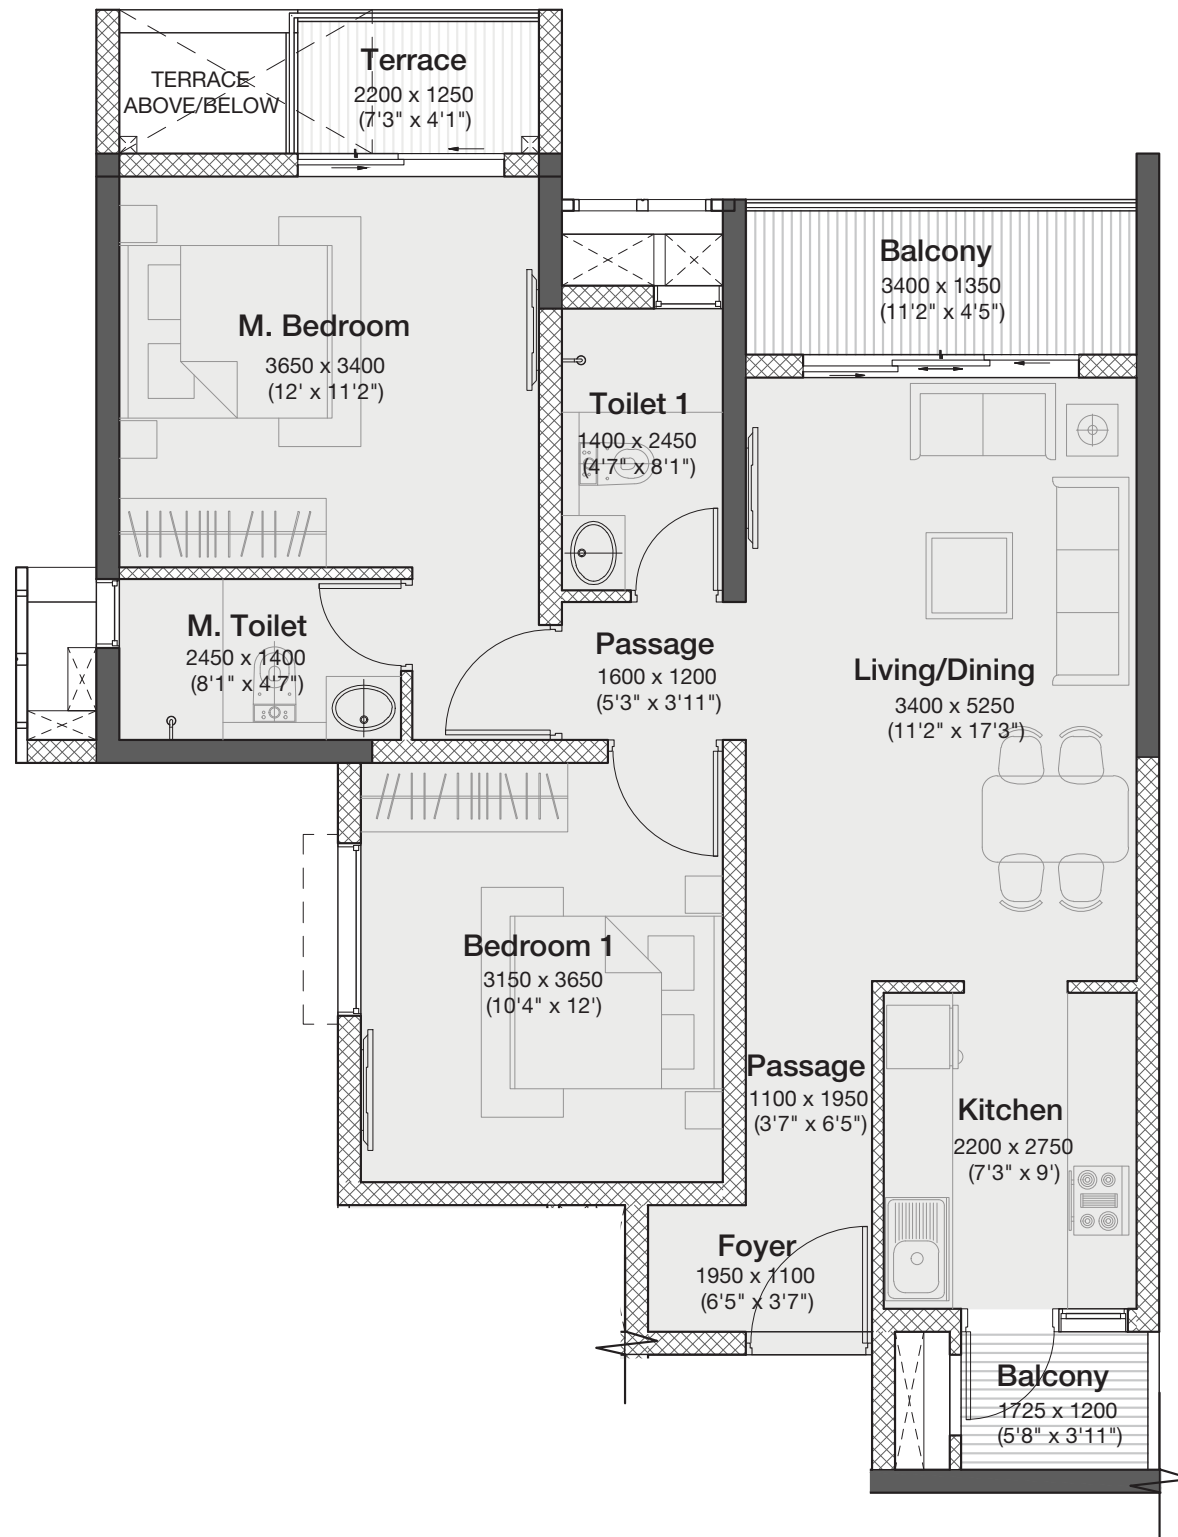 Terrace
2200 x 1250
(7'3" x 4'1")
TERRACE
ABOVE/BELOW
Balcony
3400 x 1350
(11'2" x 4'5")
M. Bedroom
3650 x 3400
(12' x 11'2")
Toilet 1
1400 x 2450
(4'7" x 8'1")
M. Toilet
2450 x 1400
(8'1" x 4'7")
Passage
1600 x 1200
(5'3" x 3'11")
Living/Dining
3400 x 5250
(11'2" x 17'3")
Bedroom 1
3150 x 3650
(10'4" x 12')
Passage
1100 x 1950
(3'7" x 6'5")
Kitchen
2200 x 2750
(7'3" x 9')
Foyer
1950 x 1100
(6'5" x 3'7")
Balcony
1725 x 1200
(5'8" x 3'11")